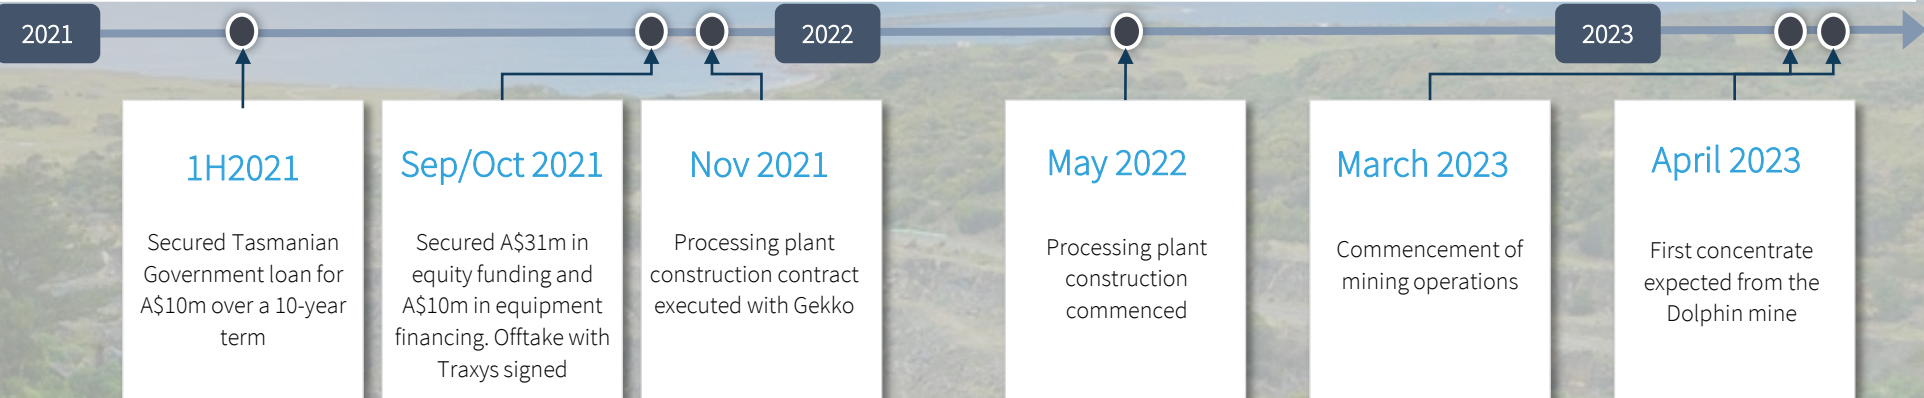 2021
2022
2023
1H2021
Secured Tasmanian
Government loan for
A$10m over a 10-year
term
Sep/Oct 2021
Secured A$31m in
equity funding and
A$10m in equipment
financing. Offtake with
Traxys signed
Nov 2021
Processing plant
construction contract
executed with Gekko
May 2022
Processing plant
construction
commenced
March 2023
Commencement of
mining operations
April 2023
First concentrate
expected from the
Dolphin mine